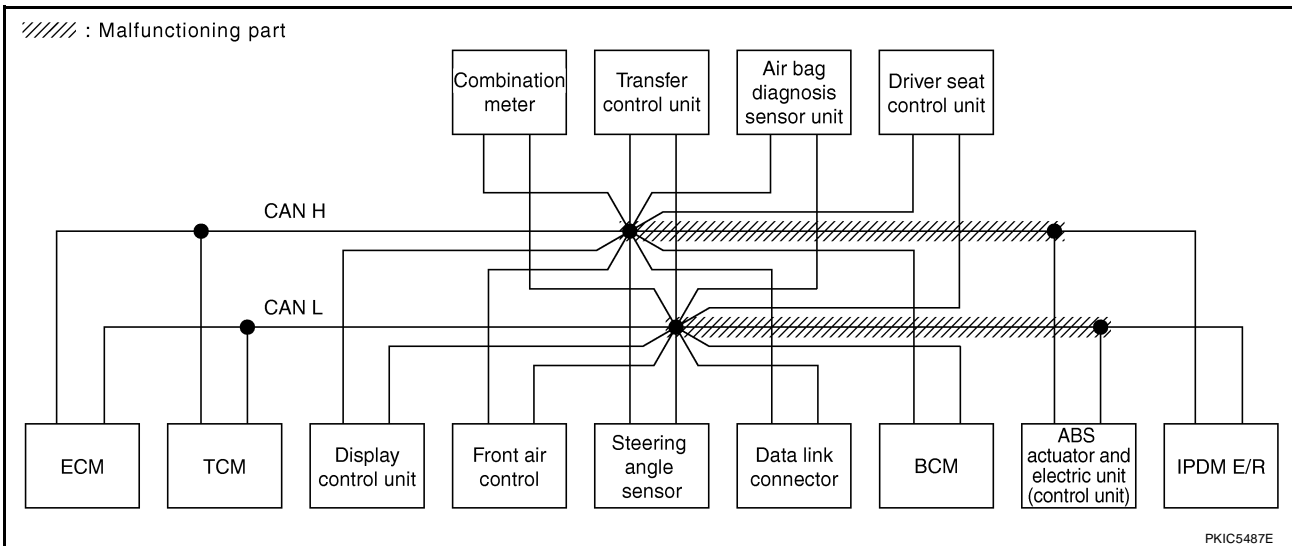 : Malfunctioning part
Combination
meter
Transfer
control unit
Air bag
diagnosis
sensor unit
Driver seat
control unit
CAN H
CAN L
ECM
TCM
Display
control unit
Front air
control
Steering
angle
sensor
Data link
connector
BCM
ABS
actuator and
electric unit
(control unit)
IPDM E/R
PKIC5487E